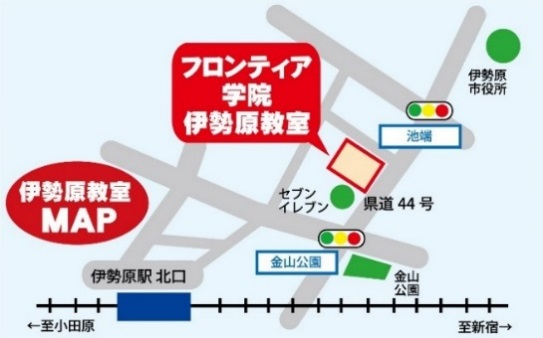 フロンティア
学院
伊勢原教室
伊勢原
市役所
池端
伊勢原教室
MAP
セブン
イレブン
県道 44 号
金山公園
金山
公園
伊勢原駅 北口
←至小田原
至新宿→